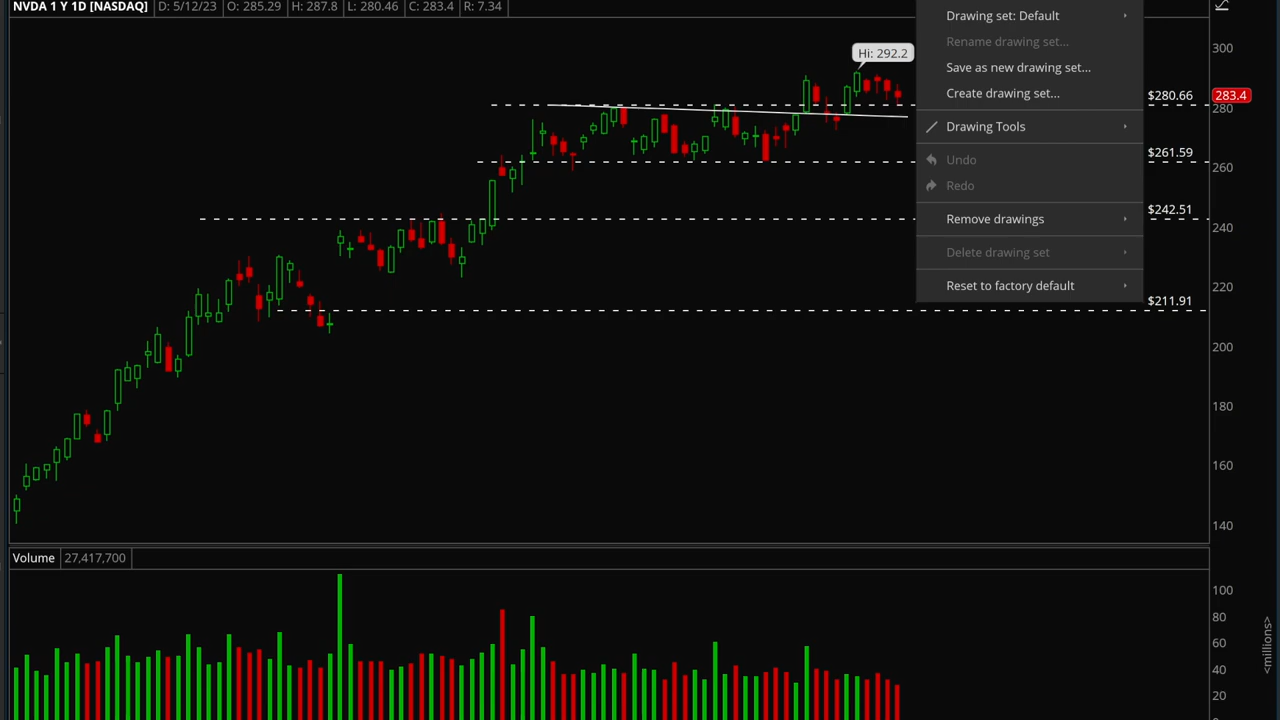 NVDA 1 Y 1D [NASDAQ] D: 5/12/23 O: 285.29 H: 287.8 L: 280.46 C: 283.4 R: 7.34
Drawing set: Default
Rename drawing set...
Save as new drawing set...
Create drawing set...
Drawing Tools
Undo
Redo
Remove drawings
Delete drawing set
Reset to factory default
Hi: 292.2
$280.66
$261.59
$242.51
$211.91
300
283.4
280
260
240
220
200
180
160
140
Volume 27,417,700
100
80
60
40
20
<millions>